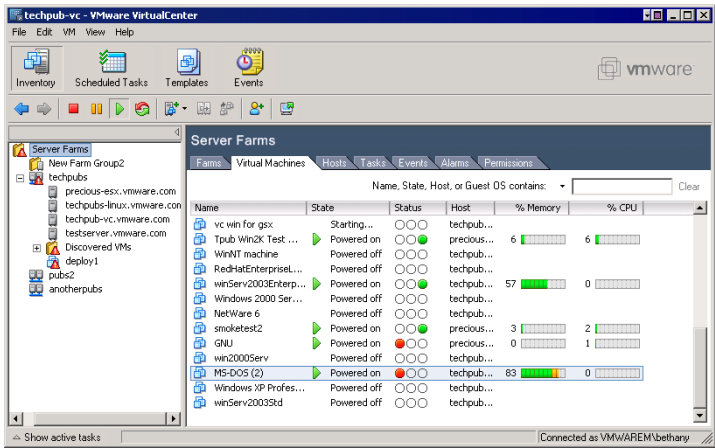 techpub-vc - VMware VirtualCenter
File Edit VM View Help
Inventory Scheduled Tasks Templates Events
vmware
Server Farms
New Farm Group2
techpubs
precious-esx.vmware.com
techpubs-linux.vmware.con
techpub-vc.vmware.com
testserver.vmware.com
Discovered VMs
deploy1
pubs2
anotherpubs
Server Farms
Farms Virtual Machines Hosts Tasks Events Alarms Permissions
Name, State, Host, or Guest OS contains: Clear
Name State Status Host % Memory % CPU
vc win for gsx Starting... techpub...
Tpub Win2K Test ... Powered on precious... 6 6
WinNT machine Powered off techpub...
RedHatEnterpriseL... Powered off techpub...
winServ2003Enterp... Powered on techpub... 57 0
Windows 2000 Ser... Powered off techpub...
NetWare 6 Powered off techpub...
smoketest2 Powered on precious... 3 2
GNU Powered on precious... 0 1
win2000Serv Powered off techpub...
MS-DOS (2) Powered on techpub... 83 0
Windows XP Profes... Powered off techpub...
winServ2003Std Powered off techpub...
Show active tasks Connected as VMWAREM\bethany